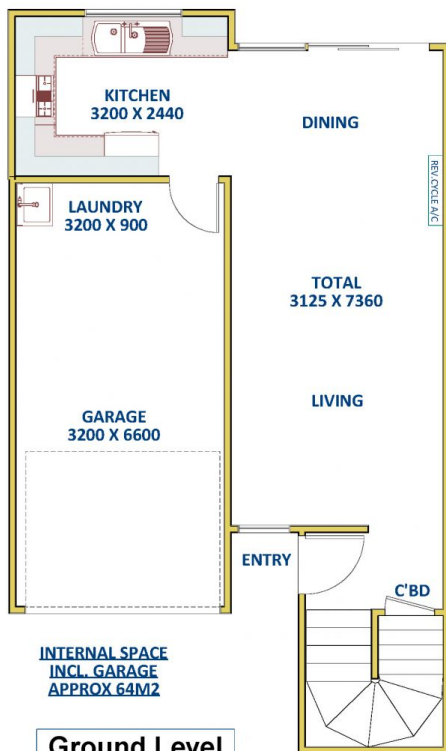 KITCHEN
3200 X 2440
DINING
REV.CYCLE A/C
LAUNDRY
3200 X 900
TOTAL
3125 X 7360
LIVING
GARAGE
3200 X 6600
ENTRY
C'BD
INTERNAL SPACE
INCL. GARAGE
APPROX 64M2
Ground Level